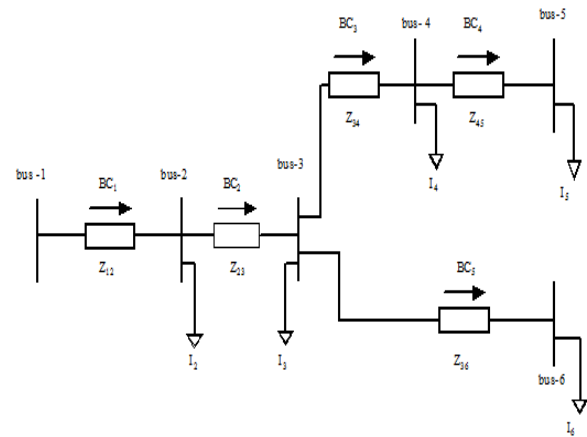 bus- 4
bus-5
BC₃
BC₄
Z₃₄
Z₄₅
bus -1
bus-2
bus-3
BC₁
BC₂
I₄
I₅
Z₁₂
Z₂₃
BC₅
I₂
I₃
Z₃₆
bus-6
I₆